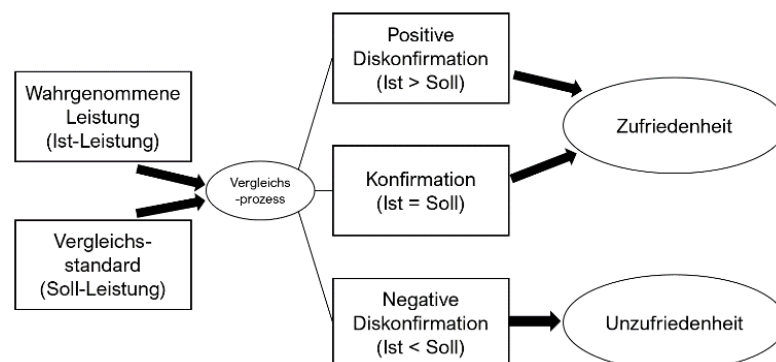 Wahrgenommene
Leistung
(Ist-Leistung)
Vergleichs-
standard
(Soll-Leistung)
Vergleichs
-prozess
Positive
Diskonfirmation
(Ist > Soll)
Konfirmation
(Ist = Soll)
Negative
Diskonfirmation
(Ist < Soll)
Zufriedenheit
Unzufriedenheit